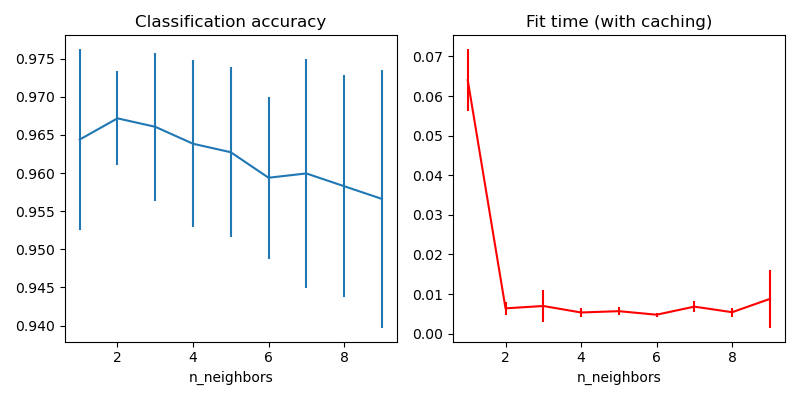 Classification accuracy
0.975
0.970
0.965
0.960
0.955
0.950
0.945
0.940
2 4 6 8
n_neighbors
Fit time (with caching)
0.07
0.06
0.05
0.04
0.03
0.02
0.01
0.00
2 4 6 8
n_neighbors